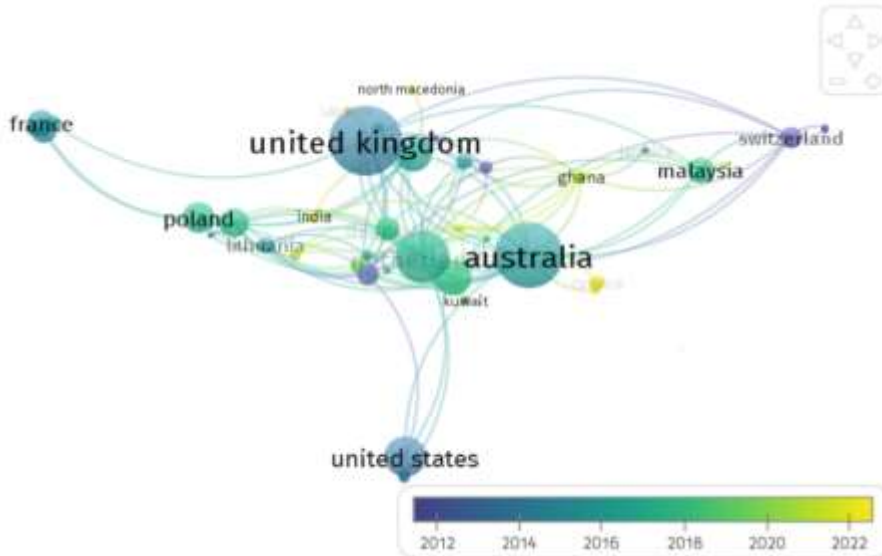 north macedonia
france
united kingdom
switzerland
malaysia
ghana
poland
india
lithuania
australia
kuwait
united states
2012 2014 2016 2018 2020 2022